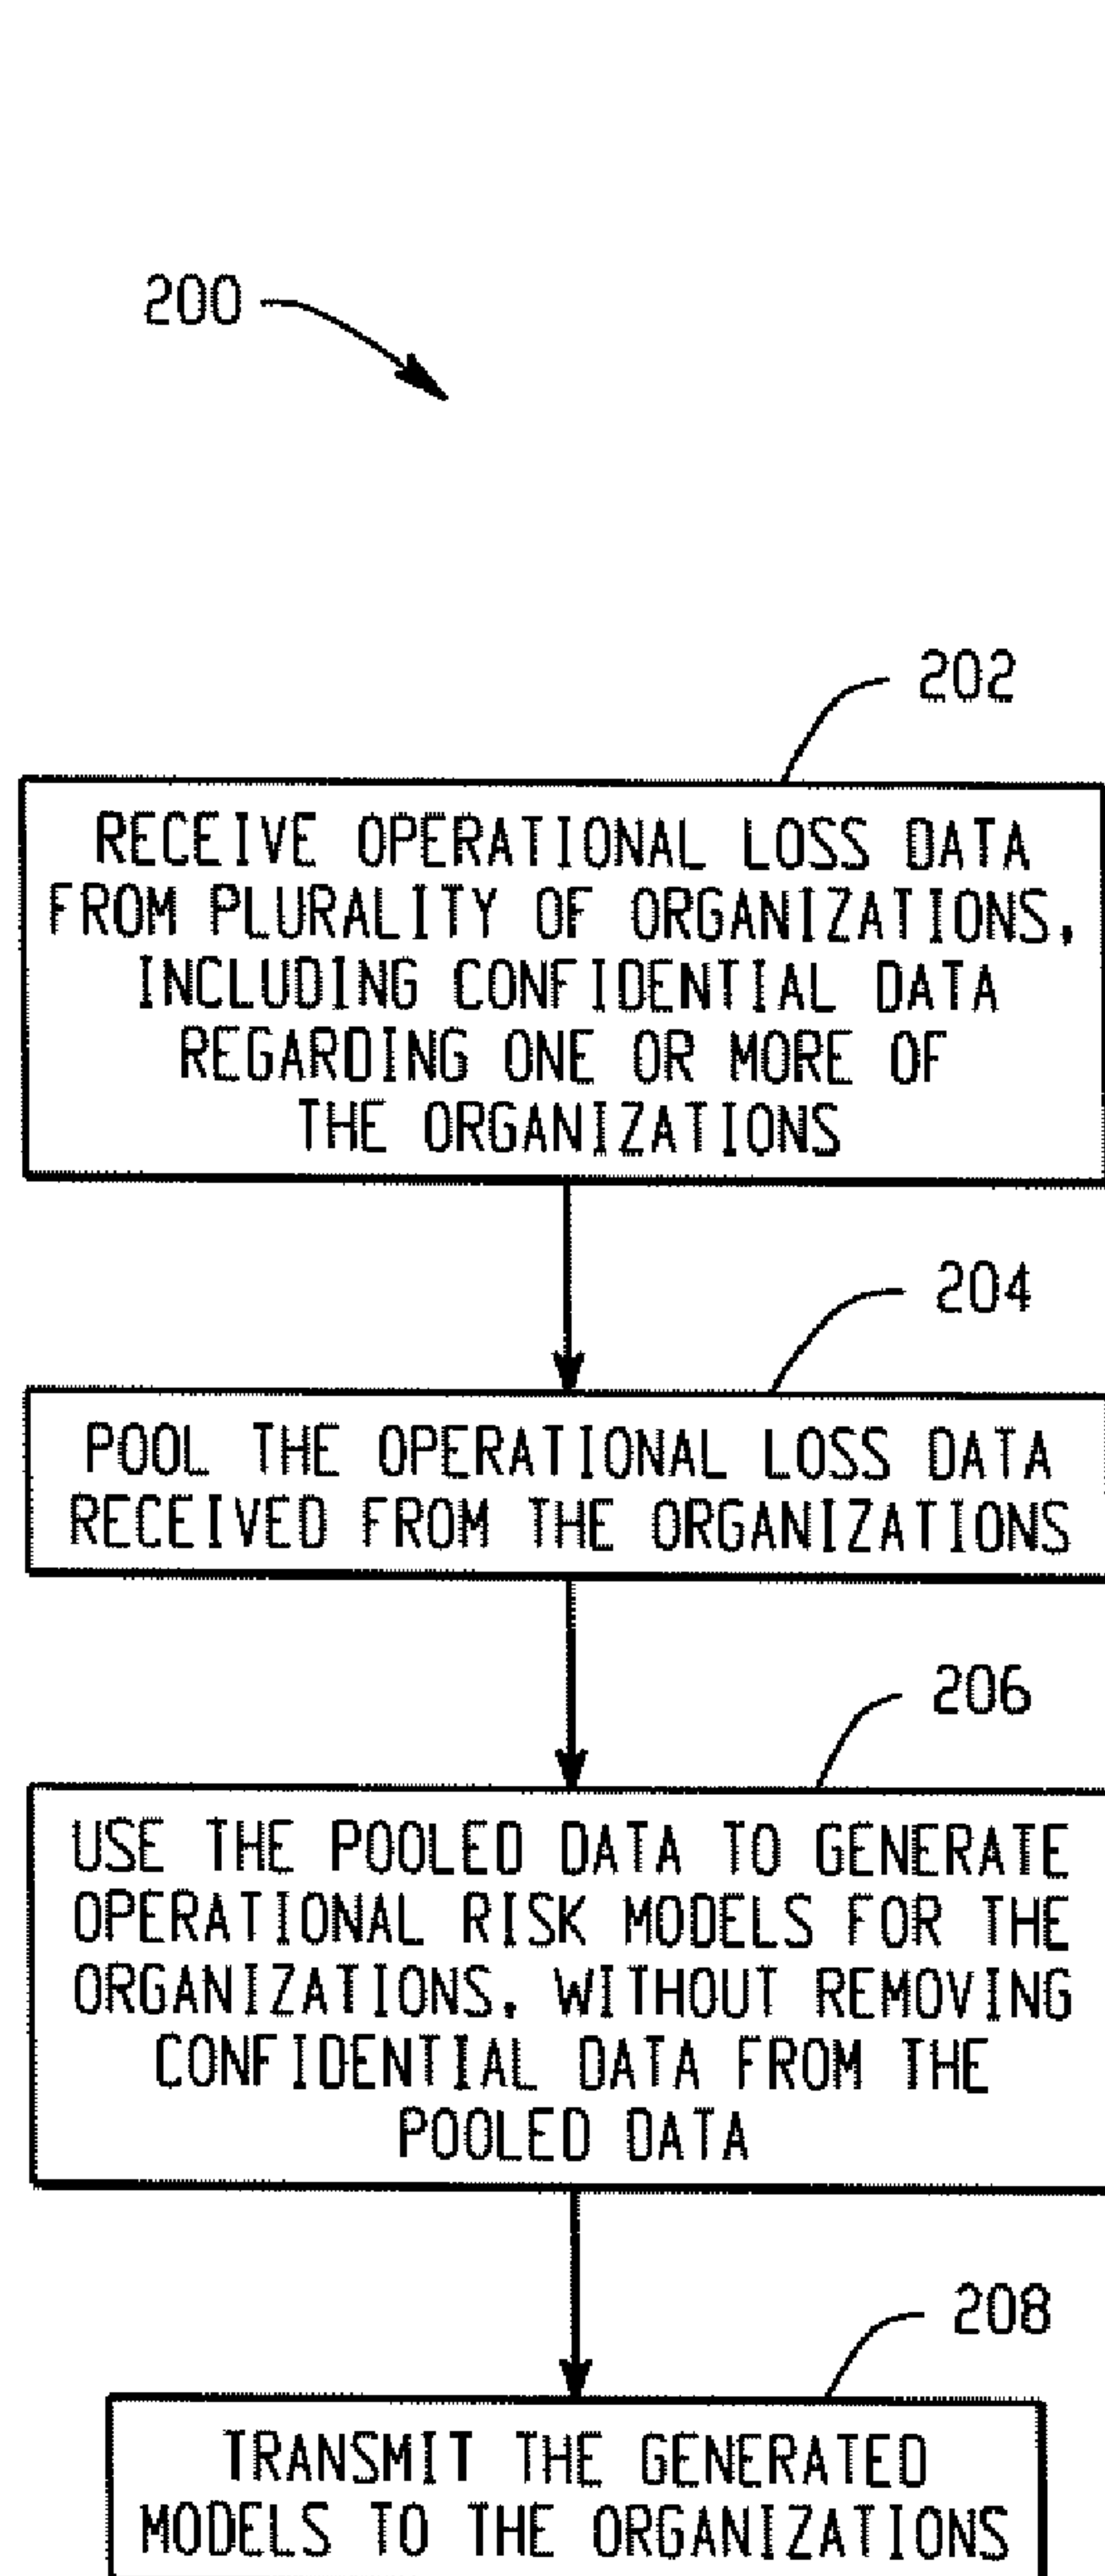 200
202
RECEIVE OPERATIONAL LOSS DATA
FROM PLURALITY OF ORGANIZATIONS,
INCLUDING CONFIDENTIAL DATA
REGARDING ONE OR MORE OF
THE ORGANIZATIONS
204
POOL THE OPERATIONAL LOSS DATA
RECEIVED FROM THE ORGANIZATIONS
206
USE THE POOLED DATA TO GENERATE
OPERATIONAL RISK MODELS FOR THE
ORGANIZATIONS, WITHOUT REMOVING
CONFIDENTIAL DATA FROM THE
POOLED DATA
208
TRANSMIT THE GENERATED
MODELS TO THE ORGANIZATIONS